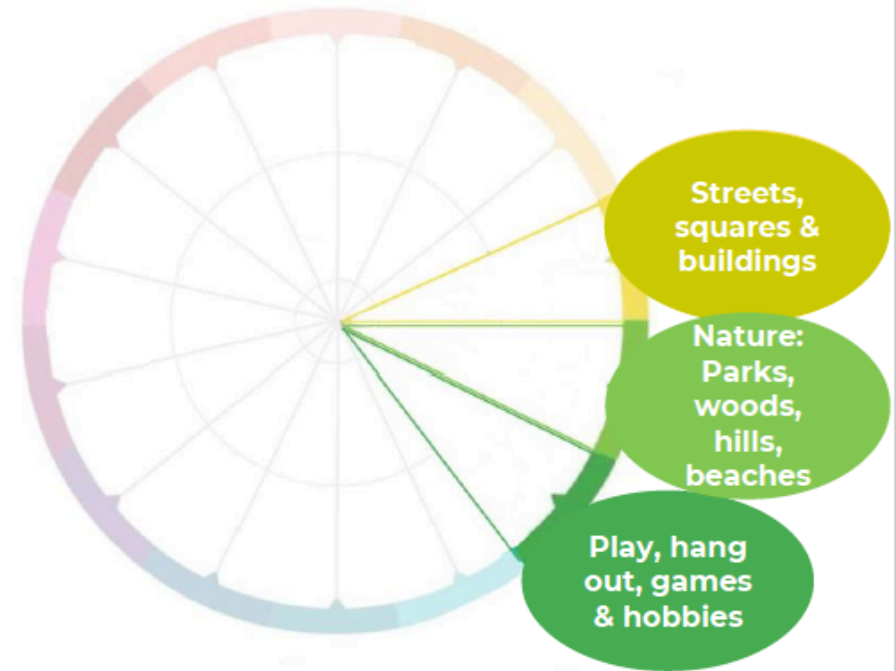 Streets,
squares &
buildings
Nature:
Parks,
woods,
hills,
beaches
Play, hang
out, games
& hobbies